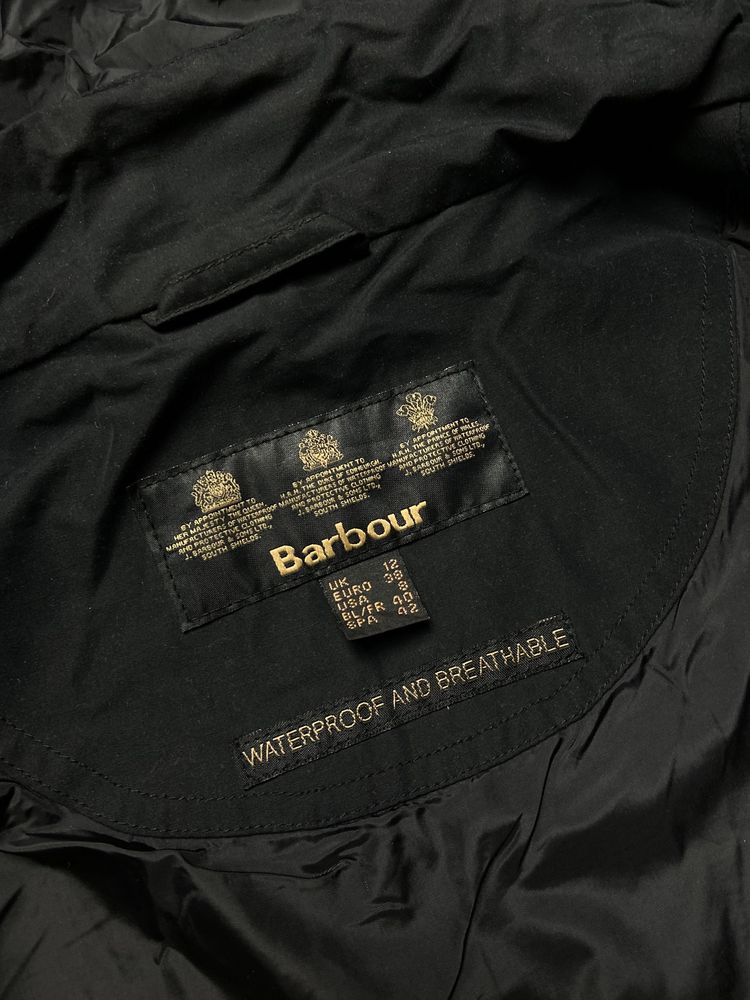 BY APPOINTMENT TO
HER MAJESTY THE QUEEN
MANUFACTURERS OF WATERPROOF
AND PROTECTIVE CLOTHING
J. BARBOUR & SONS LTD.,
SOUTH SHIELDS.
BY APPOINTMENT TO
H.R.H. THE DUKE OF EDINBURGH
MANUFACTURERS OF WATERPROOF
AND PROTECTIVE CLOTHING
J. BARBOUR & SONS LTD.,
SOUTH SHIELDS.
BY APPOINTMENT TO
H.R.H. THE PRINCE OF WALES
MANUFACTURERS OF WATERPROOF
AND PROTECTIVE CLOTHING
J. BARBOUR & SONS LTD.,
SOUTH SHIELDS.
Barbour
UK 12
EURO 38
USA 8
BL/FR 40
SPA 42
WATERPROOF AND BREATHABLE